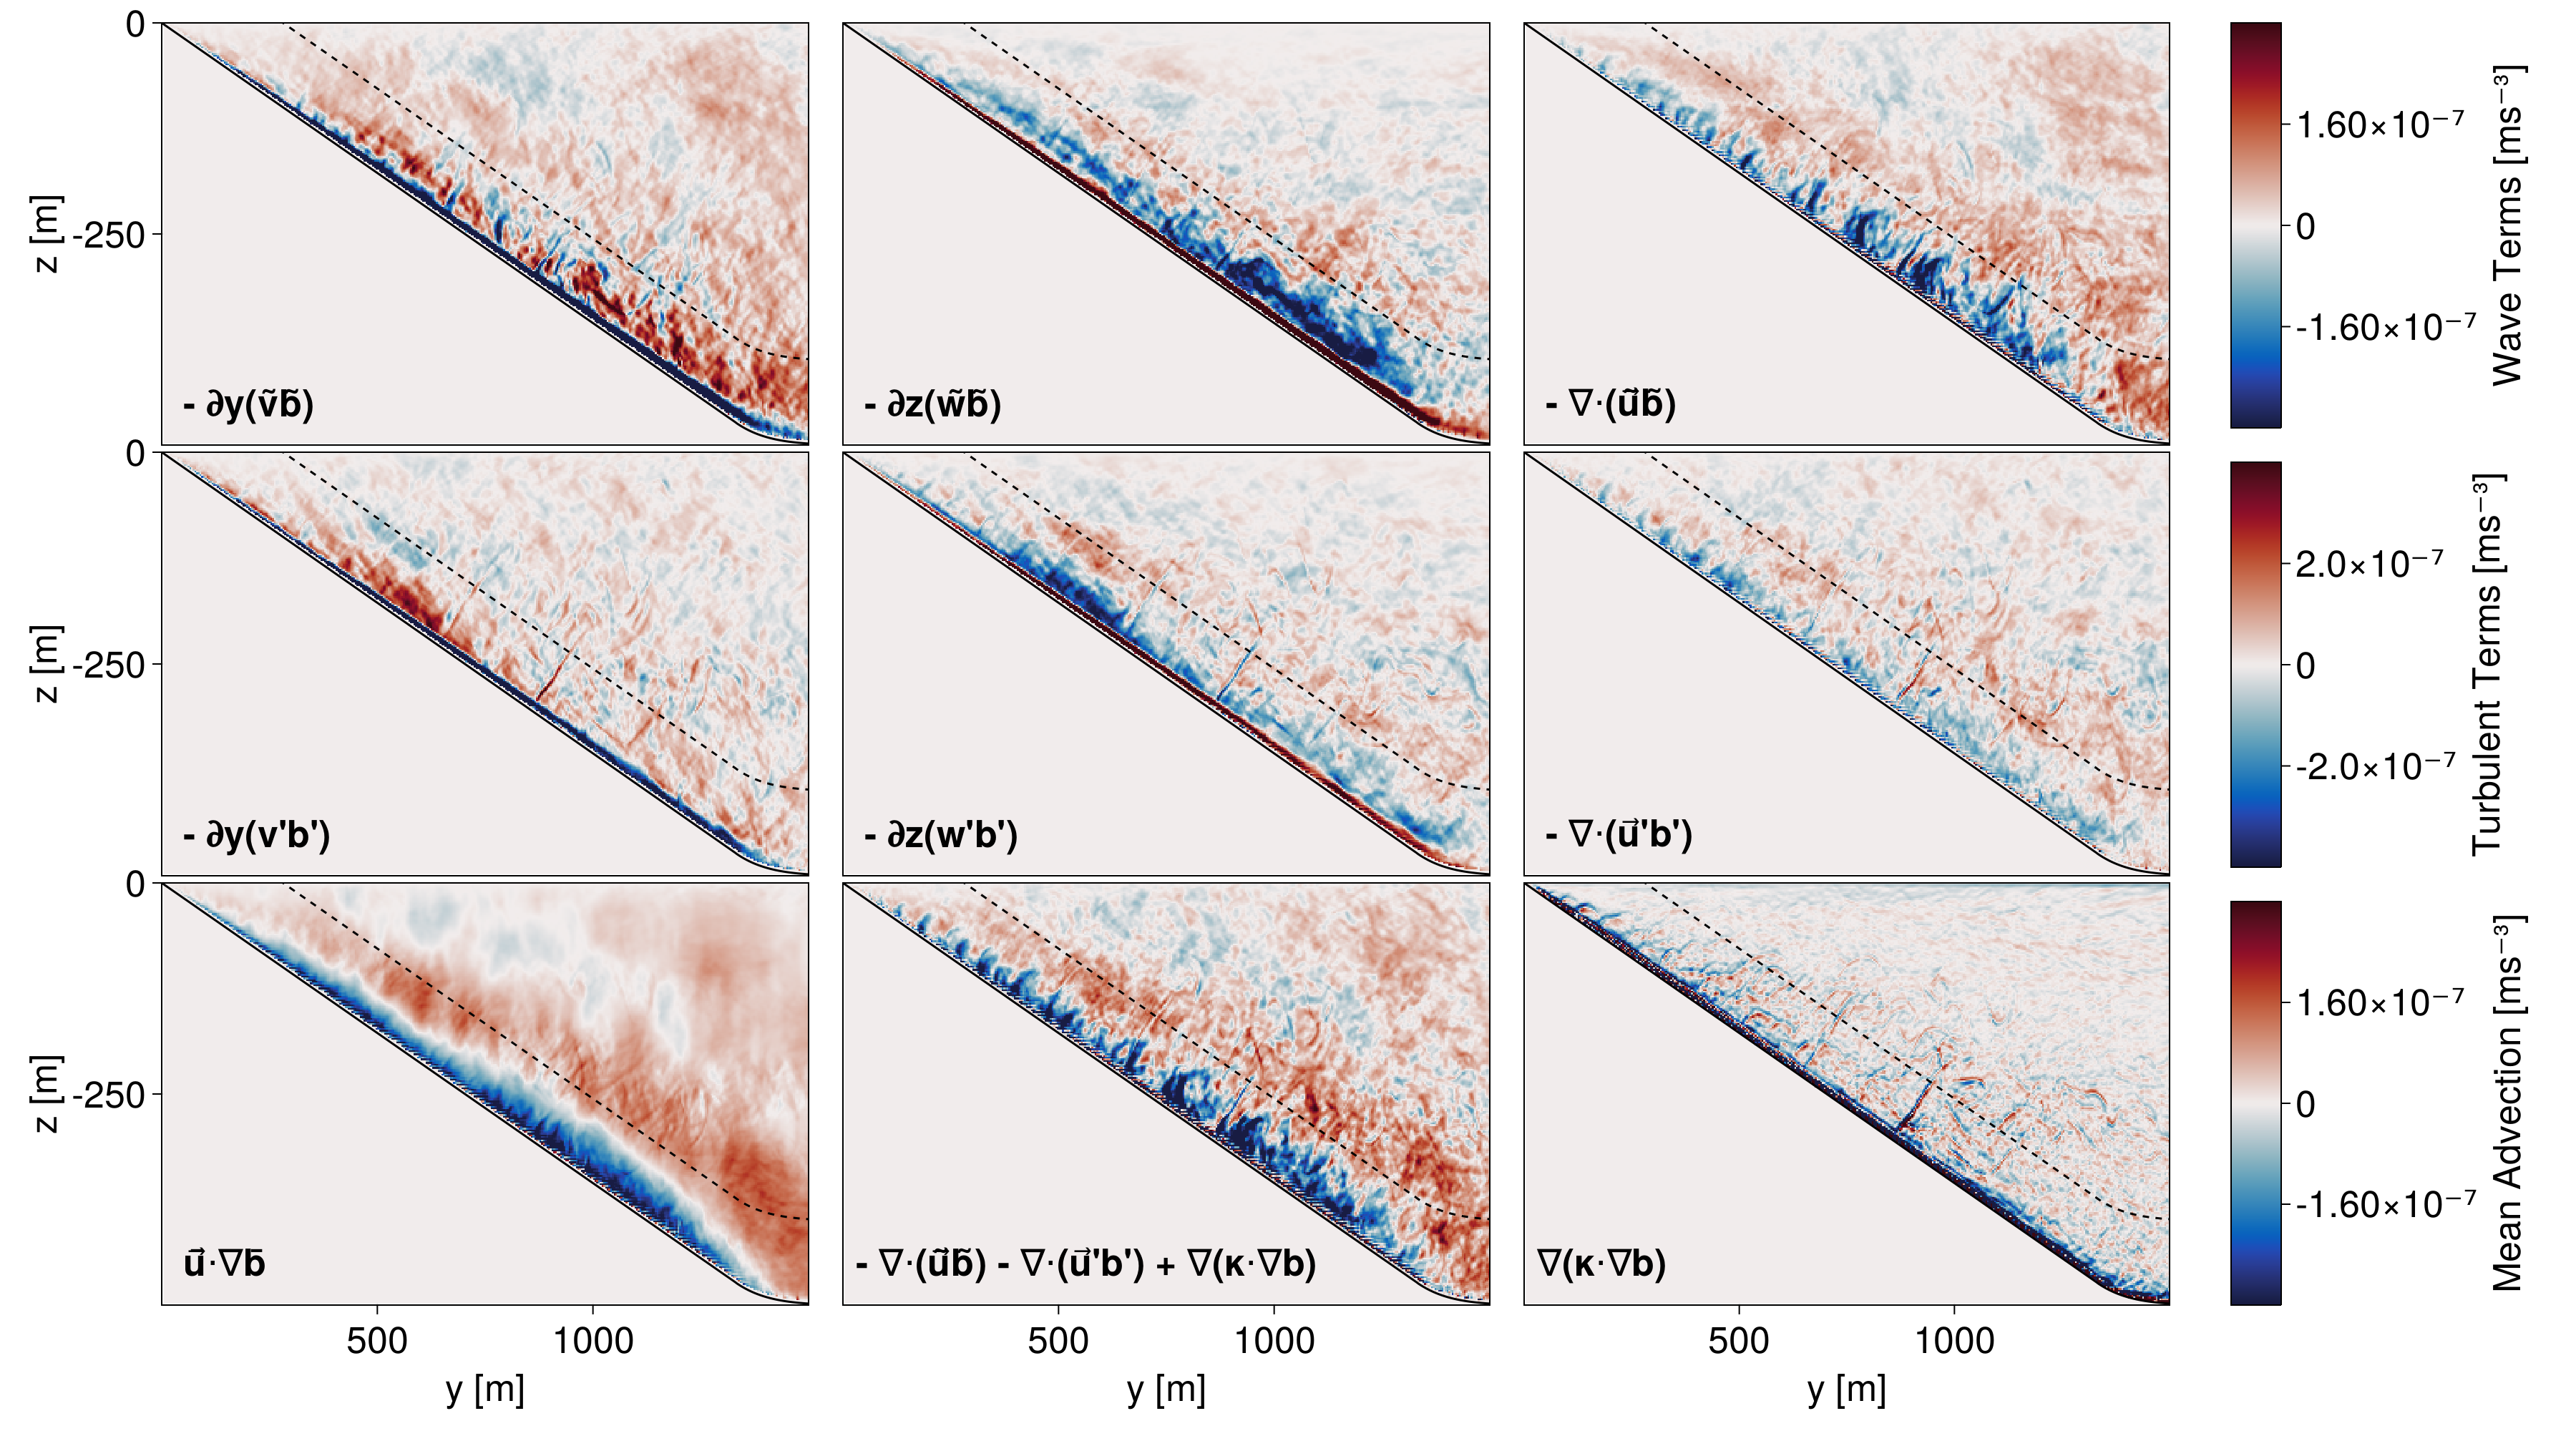 0
-250
z [m]
- ∂y(ṽb̃)
- ∂z(w̃b̃)
- ∇·(u⃗̃b̃)
1.60×10⁻⁷
0
-1.60×10⁻⁷
Wave Terms [ms⁻³]
0
-250
z [m]
- ∂y(v'b')
- ∂z(w'b')
- ∇·(u⃗'b')
2.0×10⁻⁷
0
-2.0×10⁻⁷
Turbulent Terms [ms⁻³]
0
-250
z [m]
u⃗·∇b̄
- ∇·(u⃗̃b̃) - ∇·(u⃗'b') + ∇(κ·∇b)
∇(κ·∇b)
1.60×10⁻⁷
0
-1.60×10⁻⁷
Mean Advection [ms⁻³]
500 1000
500 1000
500 1000
y [m]
y [m]
y [m]